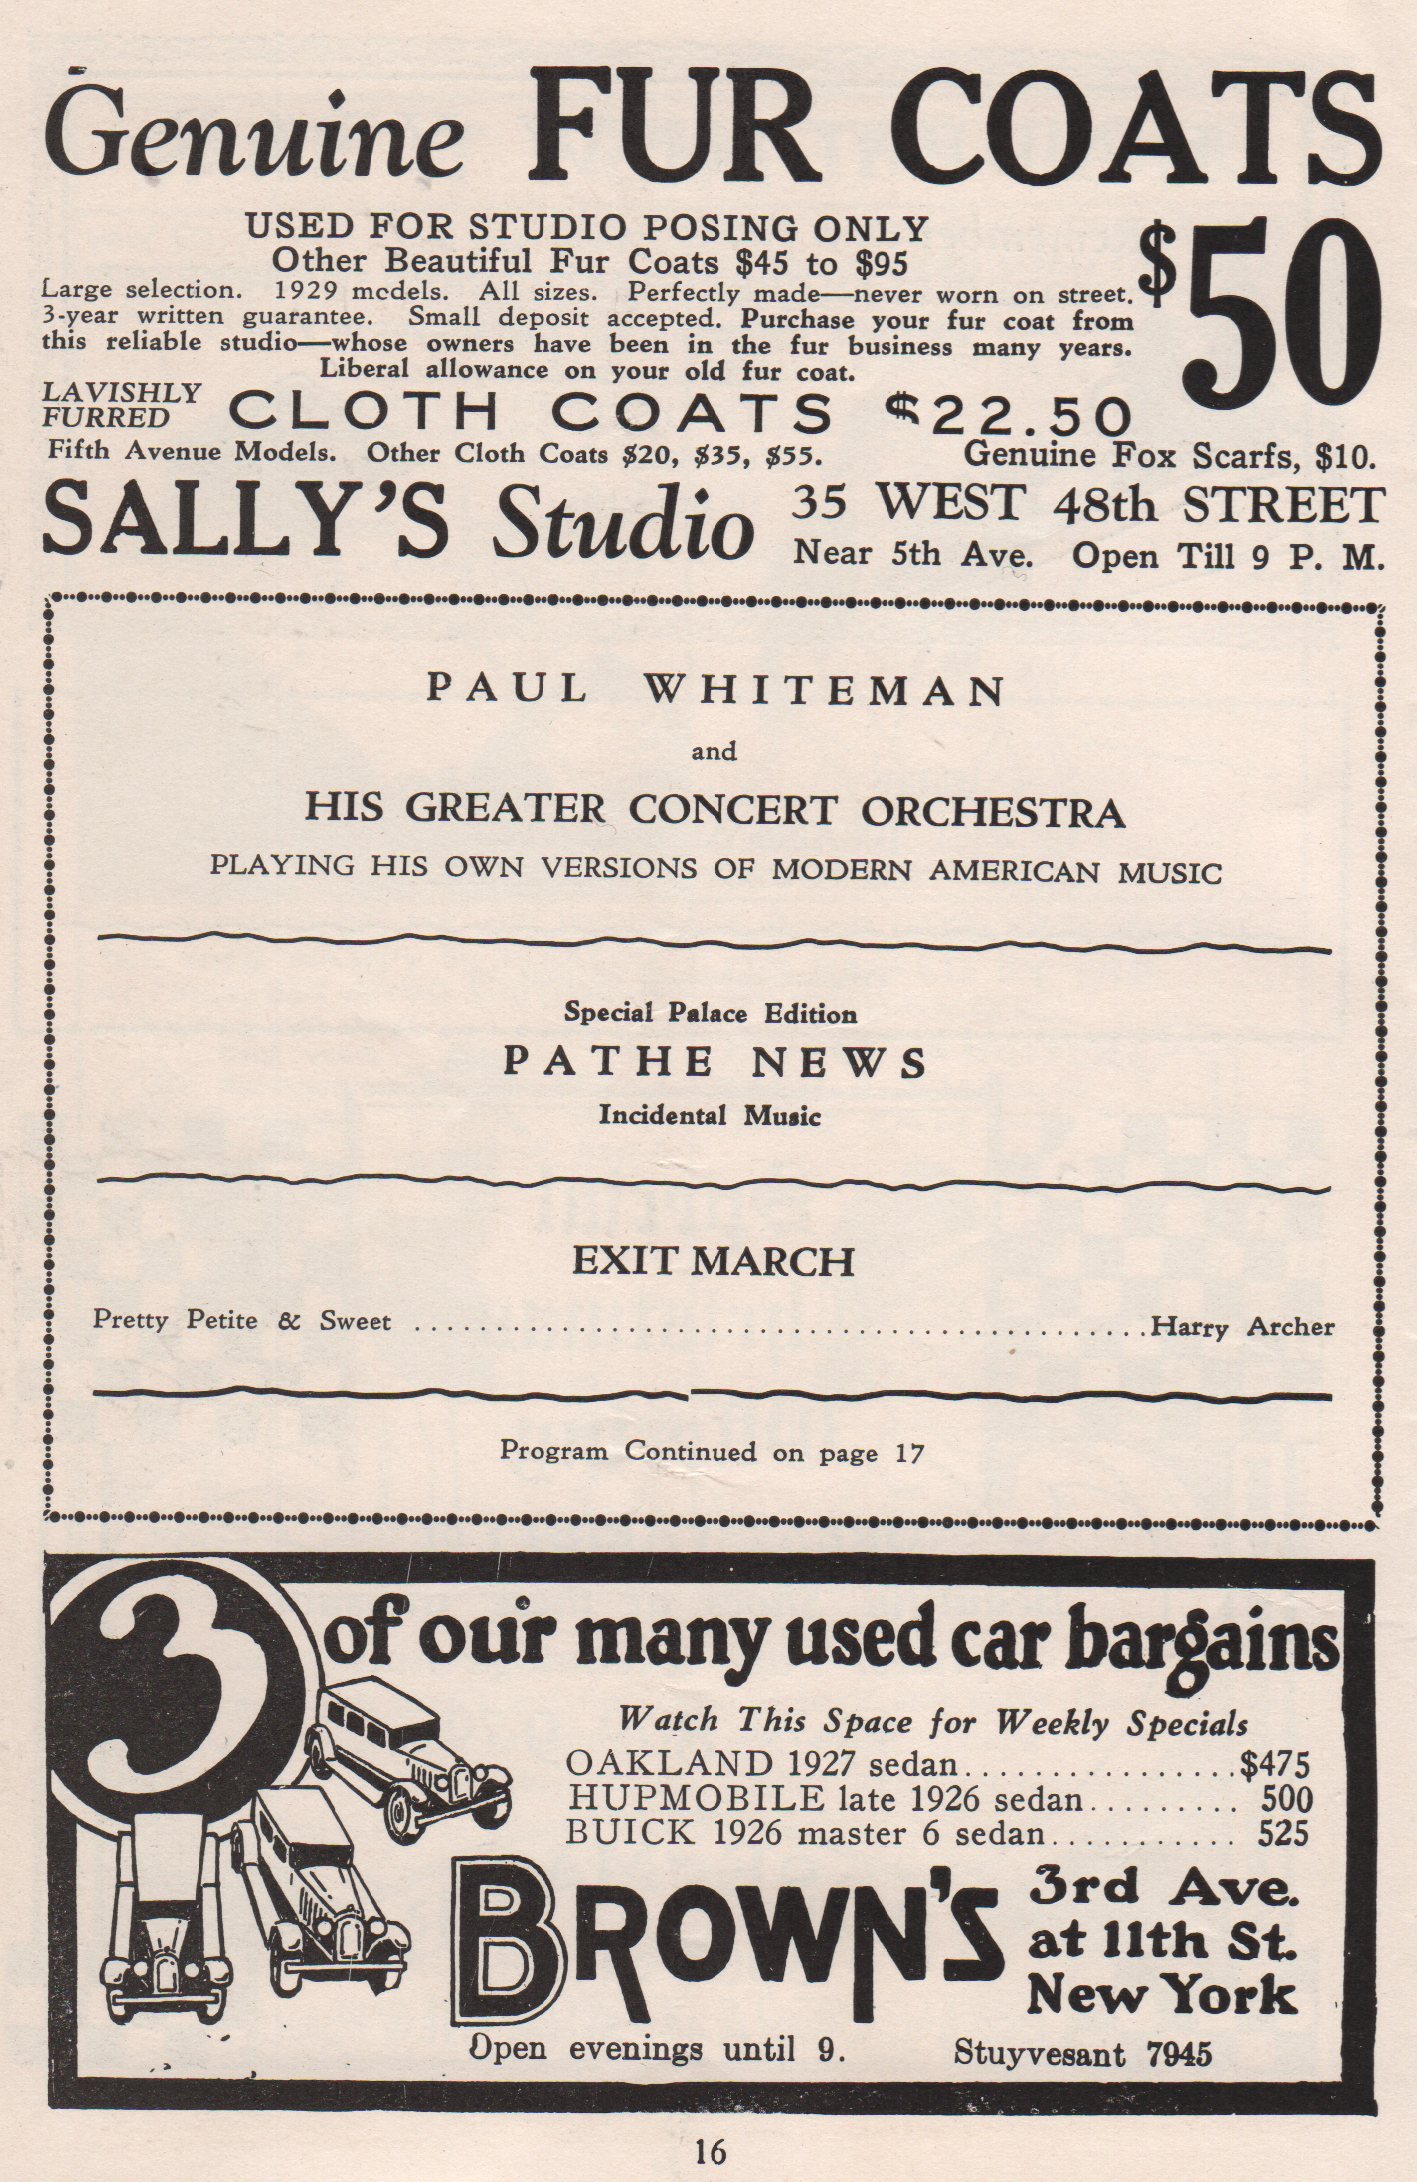 Genuine FUR COATS
USED FOR STUDIO POSING ONLY
Other Beautiful Fur Coats $45 to $95
$50
Large selection. 1929 mcdels. All sizes. Perfectly made—never worn on street.
3-year written guarantee. Small deposit accepted. Purchase your fur coat from
this reliable studio—whose owners have been in the fur business many years.
Liberal allowance on your old fur coat.
LAVISHLY
FURRED CLOTH COATS $22.50
Fifth Avenue Models. Other Cloth Coats $20, $35, $55. Genuine Fox Scarfs, $10.
SALLY'S Studio 35 WEST 48th STREET
Near 5th Ave. Open Till 9 P. M.
PAUL WHITEMAN
and
HIS GREATER CONCERT ORCHESTRA
PLAYING HIS OWN VERSIONS OF MODERN AMERICAN MUSIC
Special Palace Edition
PATHE NEWS
Incidental Music
EXIT MARCH
Pretty Petite & Sweet ............................................Harry Archer
Program Continued on page 17
3 of our many used car bargains
Watch This Space for Weekly Specials
OAKLAND 1927 sedan.................$475
HUPMOBILE late 1926 sedan......... 500
BUICK 1926 master 6 sedan........... 525
BROWN'S 3rd Ave.
at 11th St.
New York
Open evenings until 9. Stuyvesant 7945
16